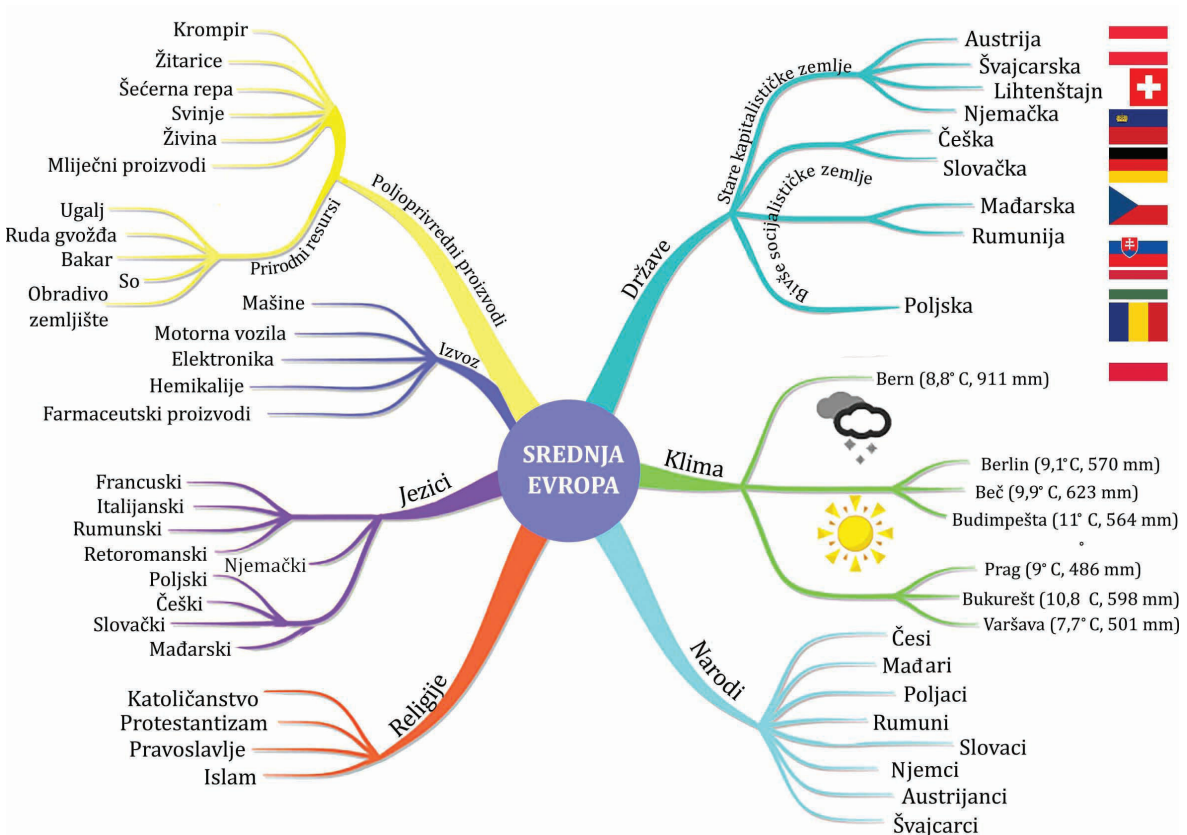 SREDNJA
EVROPA
Poljoprivredni proizvodi
Krompir
Žitarice
Šećerna repa
Svinje
Živina
Mliječni proizvodi
Prirodni resursi
Ugalj
Ruda gvožđa
Bakar
So
Obradivo
zemljište
Izvoz
Mašine
Motorna vozila
Elektronika
Hemikalije
Farmaceutski proizvodi
Jezici
Francuski
Italijanski
Rumunski
Retoromanski
Njemački
Poljski
Češki
Slovački
Mađarski
Religije
Katoličanstvo
Protestantizam
Pravoslavlje
Islam
Države
Stare kapitalističke zemlje
Austrija
Švajcarska
Lihtenštajn
Njemačka
Bivše socijalističke zemlje
Češka
Slovačka
Mađarska
Rumunija
Poljska
Klima
Bern (8,8° C, 911 mm)
Berlin (9,1° C, 570 mm)
Beč (9,9° C, 623 mm)
Budimpešta (11° C, 564 mm)
°
Prag (9° C, 486 mm)
Bukurešt (10,8 C, 598 mm)
Varšava (7,7° C, 501 mm)
Narodi
Česi
Mađari
Poljaci
Rumuni
Slovaci
Njemci
Austrijanci
Švajcarci